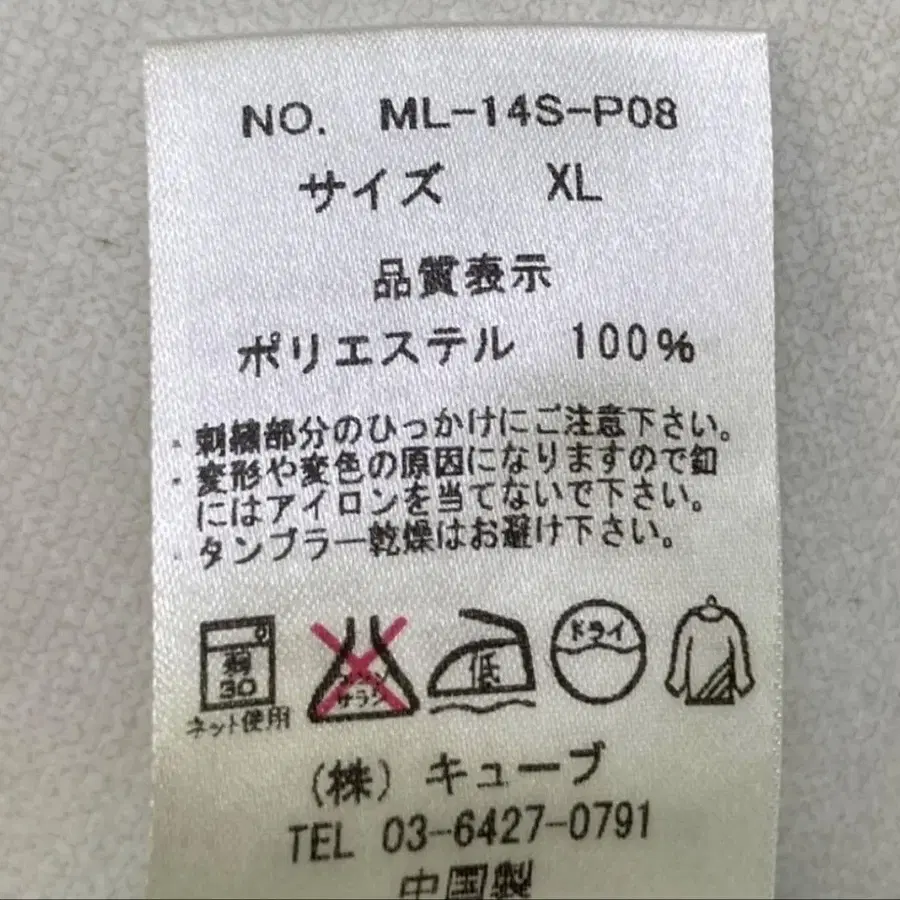 NO. ML-14S-P08
サイズ XL
品質表示
ポリエステル 100%
・刺繍部分のひっかけにご注意下さい。
・変形や変色の原因になりますので釦
にはアイロンを当てないで下さい。
・タンブラー乾燥はお避け下さい。
30
サラシ
低
ドライ
ネット使用
(株)キューブ
TEL 03-6427-0791
中国製